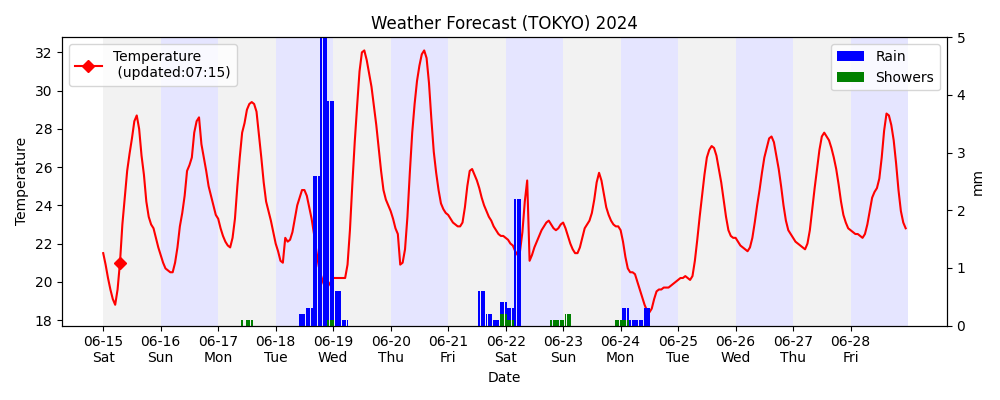 Weather Forecast (TOKYO) 2024
Temperature
(updated:07:15)
Rain
Showers
Temperature
32
30
28
26
24
22
20
18
5
4
3
2
1
0
mm
06-15 06-16 06-17 06-18 06-19 06-20 06-21 06-22 06-23 06-24 06-25 06-26 06-27 06-28
Sat Sun Mon Tue Wed Thu Fri Sat Sun Mon Tue Wed Thu Fri
Date